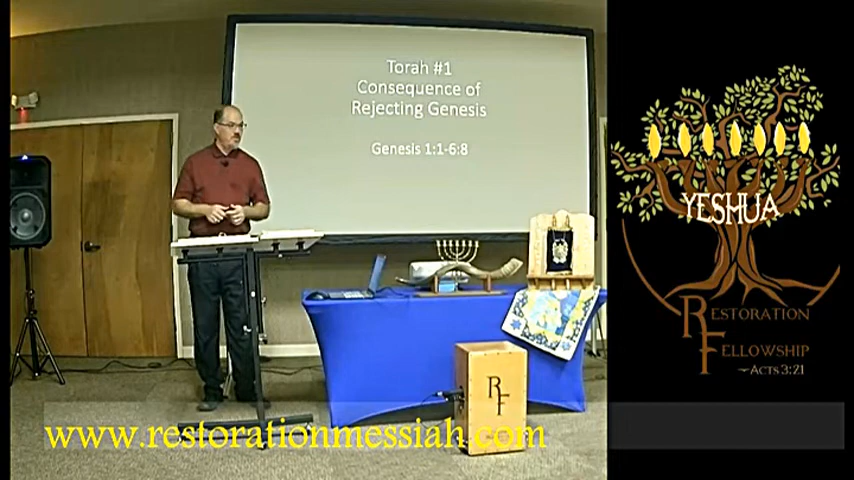 Torah #1
Consequence of
Rejecting Genesis
Genesis 1:1-6:8
YESHUA
RESTORATION
FELLOWSHIP
~ACTS 3:21
RF
www.restorationmessiah.com